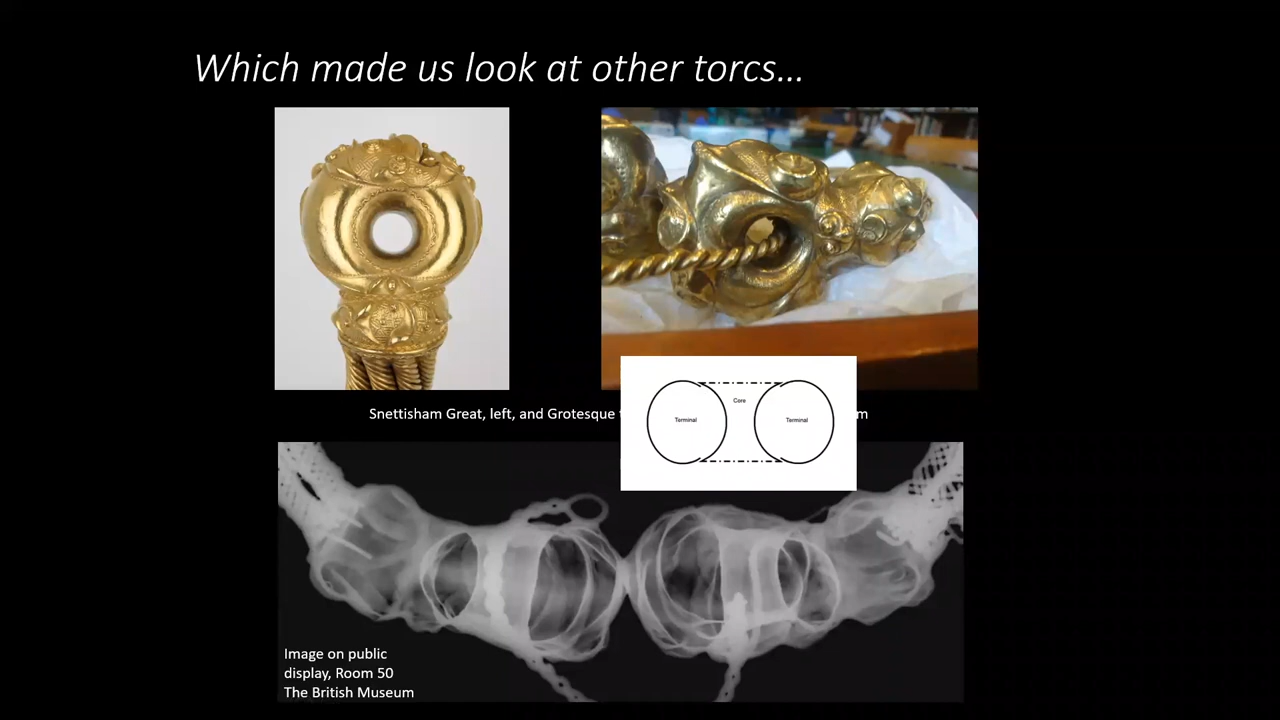 Which made us look at other torcs…
Core
Terminal
Terminal
Snettisham Great, left, and Grotesque
Image on public
display, Room 50
The British Museum